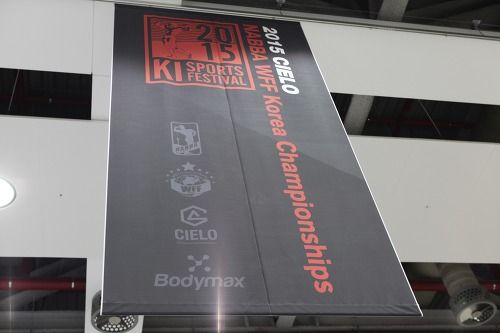 2015
KI SPORTS
FESTIVAL
2015 CIELO
NABBA WFF Korea Championships
NABBA
WFF
CIELO
Bodymax